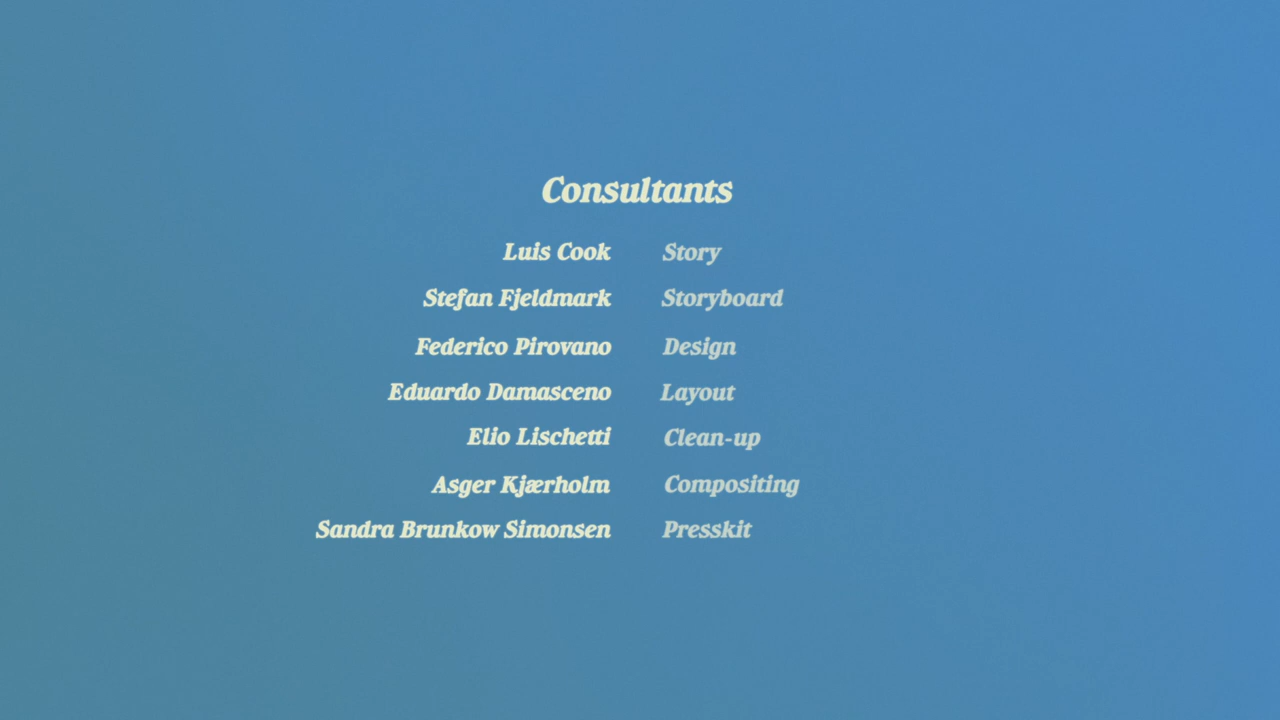 Consultants
Luis Cook Story
Stefan Fjeldmark Storyboard
Federico Pirovano Design
Eduardo Damasceno Layout
Elio Lischetti Clean-up
Asger Kjærholm Compositing
Sandra Brunkow Simonsen Presskit